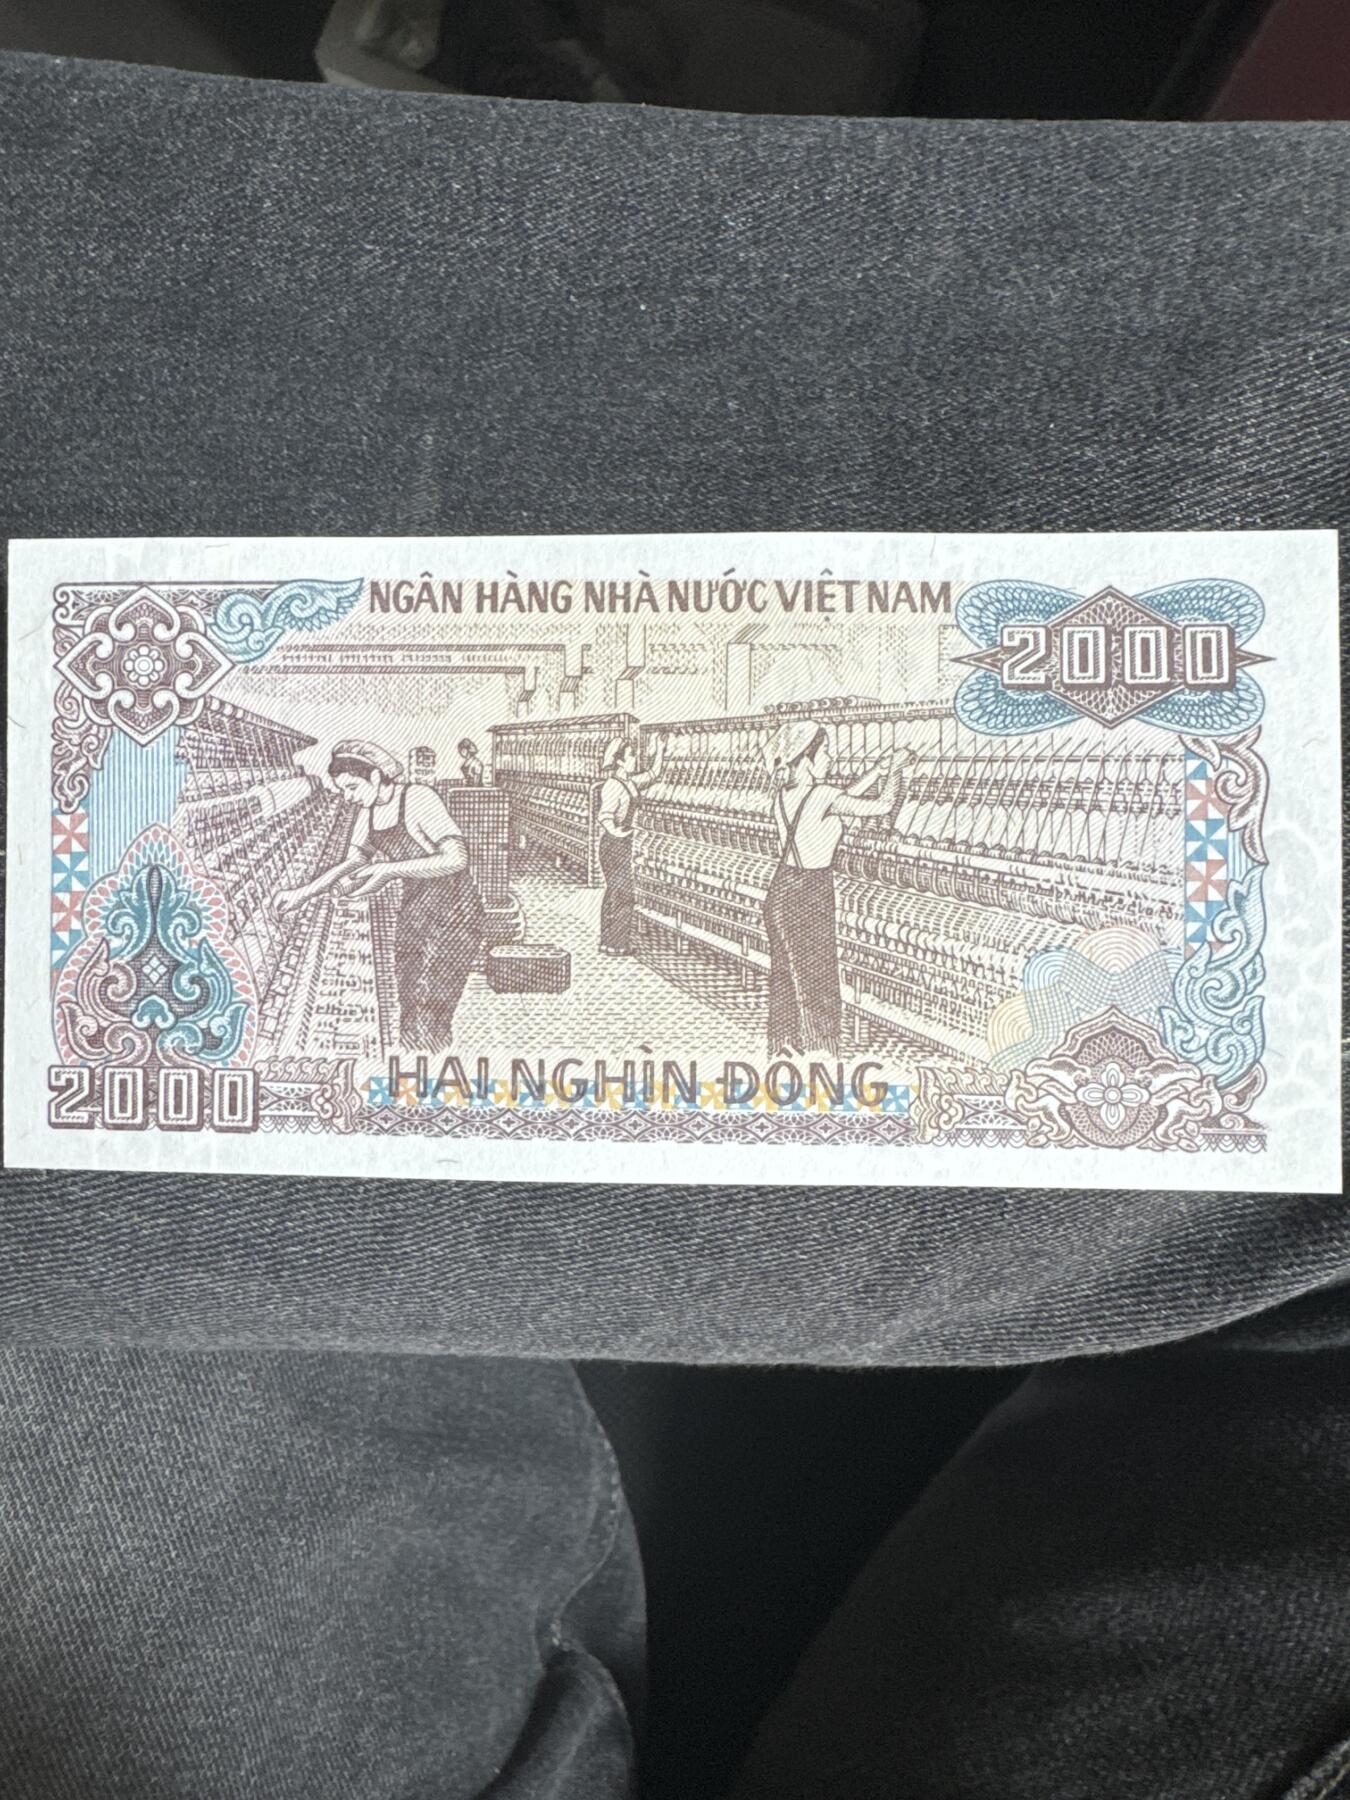 NGÂN HÀNG NHÀ NƯỚC VIỆT NAM
2000
HAI NGHÌN ĐỒNG
2000